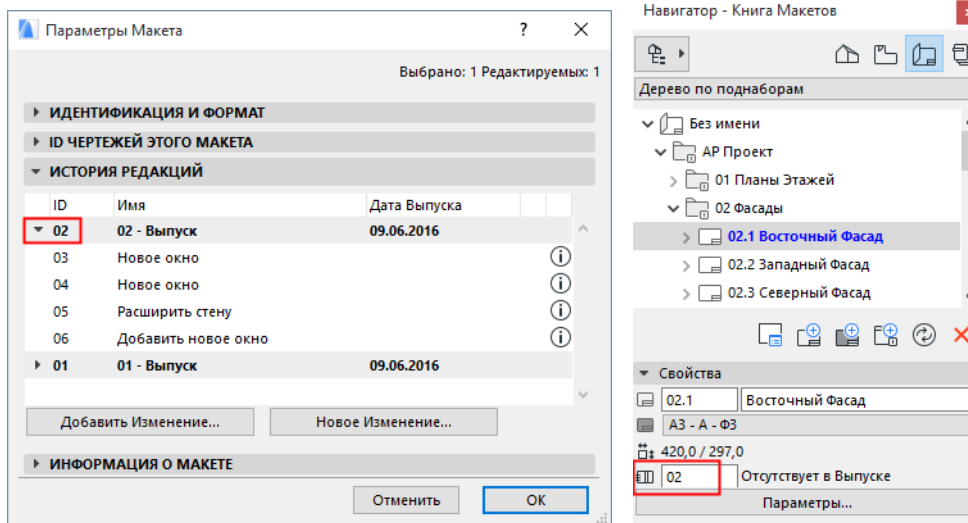 Параметры Макета
?
Выбрано: 1 Редактируемых: 1
ИДЕНТИФИКАЦИЯ И ФОРМАТ
ID ЧЕРТЕЖЕЙ ЭТОГО МАКЕТА
ИСТОРИЯ РЕДАКЦИЙ
ID Имя Дата Выпуска
02 02 - Выпуск 09.06.2016
03 Новое окно
04 Новое окно
05 Расширить стену
06 Добавить новое окно
01 01 - Выпуск 09.06.2016
Добавить Изменение... Новое Изменение...
ИНФОРМАЦИЯ О МАКЕТЕ
Отменить OK
Навигатор - Книга Макетов
Дерево по поднаборам
Без имени
АР Проект
01 Планы Этажей
02 Фасады
02.1 Восточный Фасад
02.2 Западный Фасад
02.3 Северный Фасад
Свойства
02.1 Восточный Фасад
А3 - А - Ф3
420,0 / 297,0
02 Отсутствует в Выпуске
Параметры...